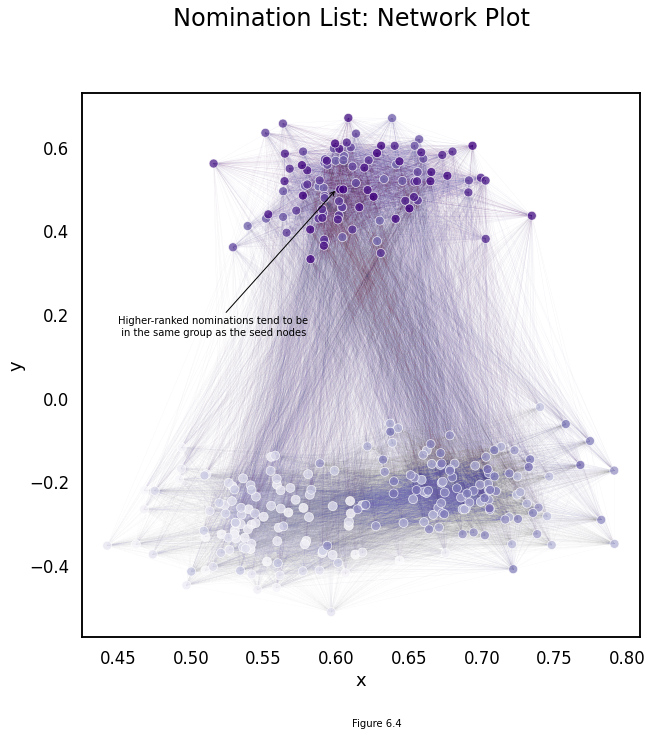 Nomination List: Network Plot
0.6
0.4
0.2
0.0
−0.2
−0.4
y
Higher-ranked nominations tend to be
in the same group as the seed nodes
0.45 0.50 0.55 0.60 0.65 0.70 0.75 0.80
x
Figure 6.4